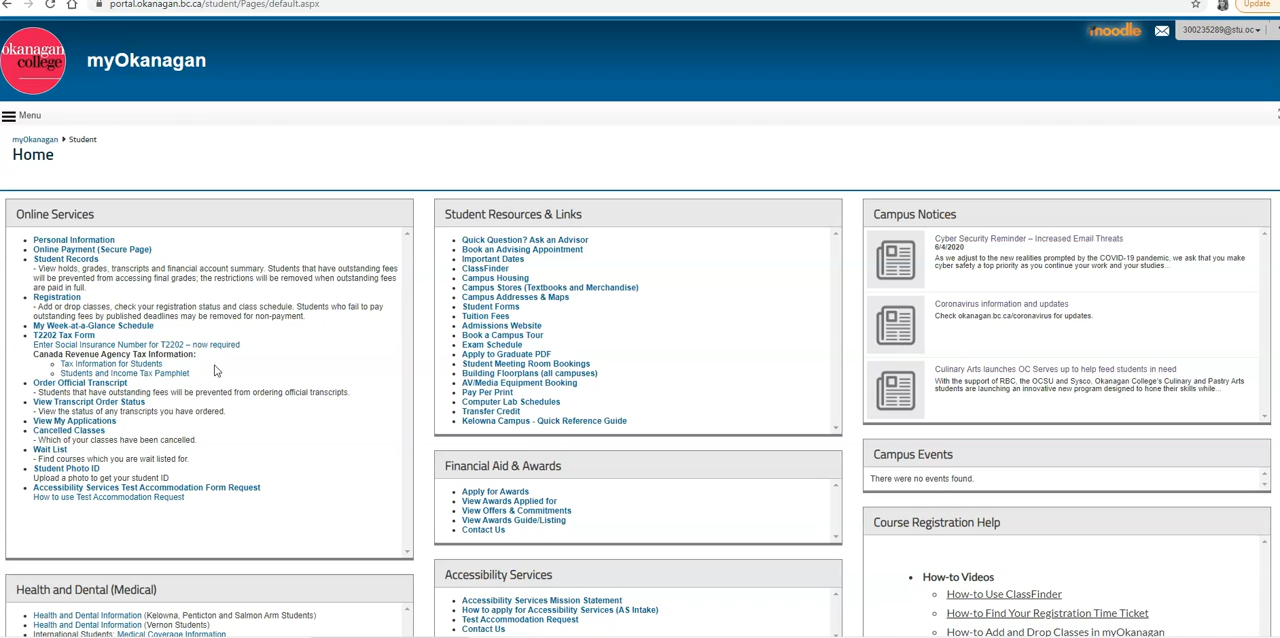 portal.okanagan.bc.ca/student/Pages/default.aspx
Update
okanagan
college
myOkanagan
moodle
300235289@stu.oc
Menu
myOkanagan Student
Home
Online Services
Personal Information
Online Payment (Secure Page)
Student Records
- View holds, grades, transcripts and financial account summary. Students that have outstanding fees
will be prevented from accessing final grades; the restrictions will be removed when outstanding fees
are paid in full.
Registration
- Add or drop classes, check your registration status and class schedule. Students who fail to pay
outstanding fees by published deadlines may be removed for non-payment.
My Week-at-a-Glance Schedule
T2202 Tax Form
Enter Social Insurance Number for T2202 – now required
Canada Revenue Agency Tax Information:
Tax Information for Students
Students and Income Tax Pamphlet
Order Official Transcript
- Students that have outstanding fees will be prevented from ordering official transcripts.
View Transcript Order Status
- View the status of any transcripts you have ordered.
View My Applications
Cancelled Classes
- Which of your classes have been cancelled.
Wait List
- Find courses which you are wait listed for.
Student Photo ID
Upload a photo to get your student ID
Accessibility Services Test Accommodation Form Request
How to use Test Accommodation Request
Health and Dental (Medical)
Health and Dental Information (Kelowna, Penticton and Salmon Arm Students)
Health and Dental Information (Vernon Students)
International Students: Medical Coverage Information
Student Resources & Links
Quick Question? Ask an Advisor
Book an Advising Appointment
Important Dates
ClassFinder
Campus Housing
Campus Stores (Textbooks and Merchandise)
Campus Addresses & Maps
Student Forms
Tuition Fees
Admissions Website
Book a Campus Tour
Exam Schedule
Apply to Graduate PDF
Student Meeting Room Bookings
Building Floorplans (all campuses)
AV/Media Equipment Booking
Pay Per Print
Computer Lab Schedules
Transfer Credit
Kelowna Campus - Quick Reference Guide
Financial Aid & Awards
Apply for Awards
View Awards Applied for
View Offers & Commitments
View Awards Guide/Listing
Contact Us
Accessibility Services
Accessibility Services Mission Statement
How to apply for Accessibility Services (AS Intake)
Test Accommodation Request
Contact Us
Campus Notices
Cyber Security Reminder – Increased Email Threats
6/4/2020
As we adjust to the new realities prompted by the COVID-19 pandemic, we ask that you make
cyber safety a top priority as you continue your work and your studies...
Coronavirus information and updates
Check okanagan.bc.ca/coronavirus for updates.
Culinary Arts launches OC Serves up to help feed students in need
With the support of RBC, the OCSU and Sysco, Okanagan College's Culinary and Pastry Arts
students are launching an innovative new program designed to hone their skills while...
Campus Events
There were no events found.
Course Registration Help
How-to Videos
How to Use ClassFinder
How to Find Your Registration Time Ticket
How to Add and Drop Classes in myOkanagan